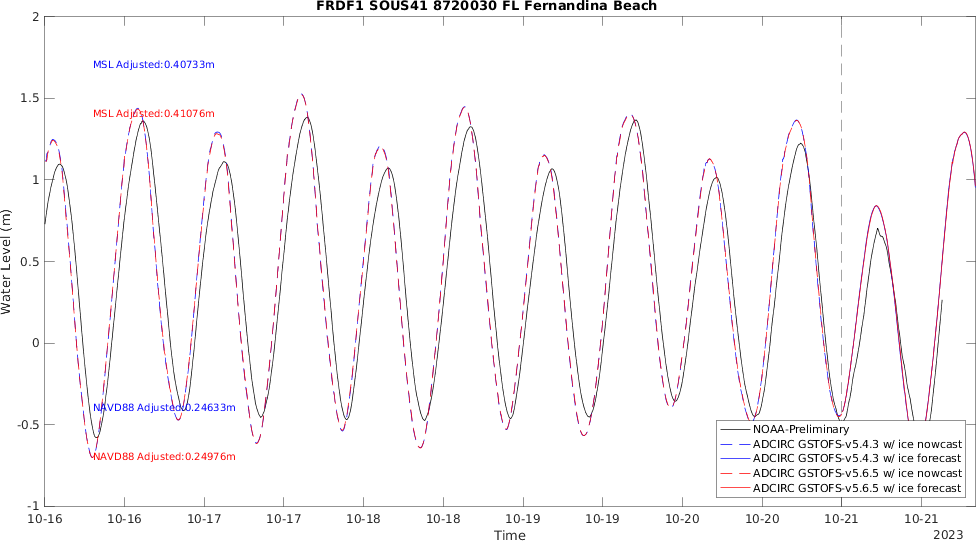 FRDF1 SOUS41 8720030 FL Fernandina Beach
2
MSL Adjusted:0.40733m
1.5
MSL Adjusted:0.41076m
1
0.5
Water Level (m)
0
NAVD88 Adjusted:0.24633m
-0.5
NAVD88 Adjusted:0.24976m
-1
NOAA-Preliminary
ADCIRC GSTOFS-v5.4.3 w/ ice nowcast
ADCIRC GSTOFS-v5.4.3 w/ ice forecast
ADCIRC GSTOFS-v5.6.5 w/ ice nowcast
ADCIRC GSTOFS-v5.6.5 w/ ice forecast
10-16 10-16 10-17 10-17 10-18 10-18 10-19 10-19 10-20 10-20 10-21 10-21
Time
2023